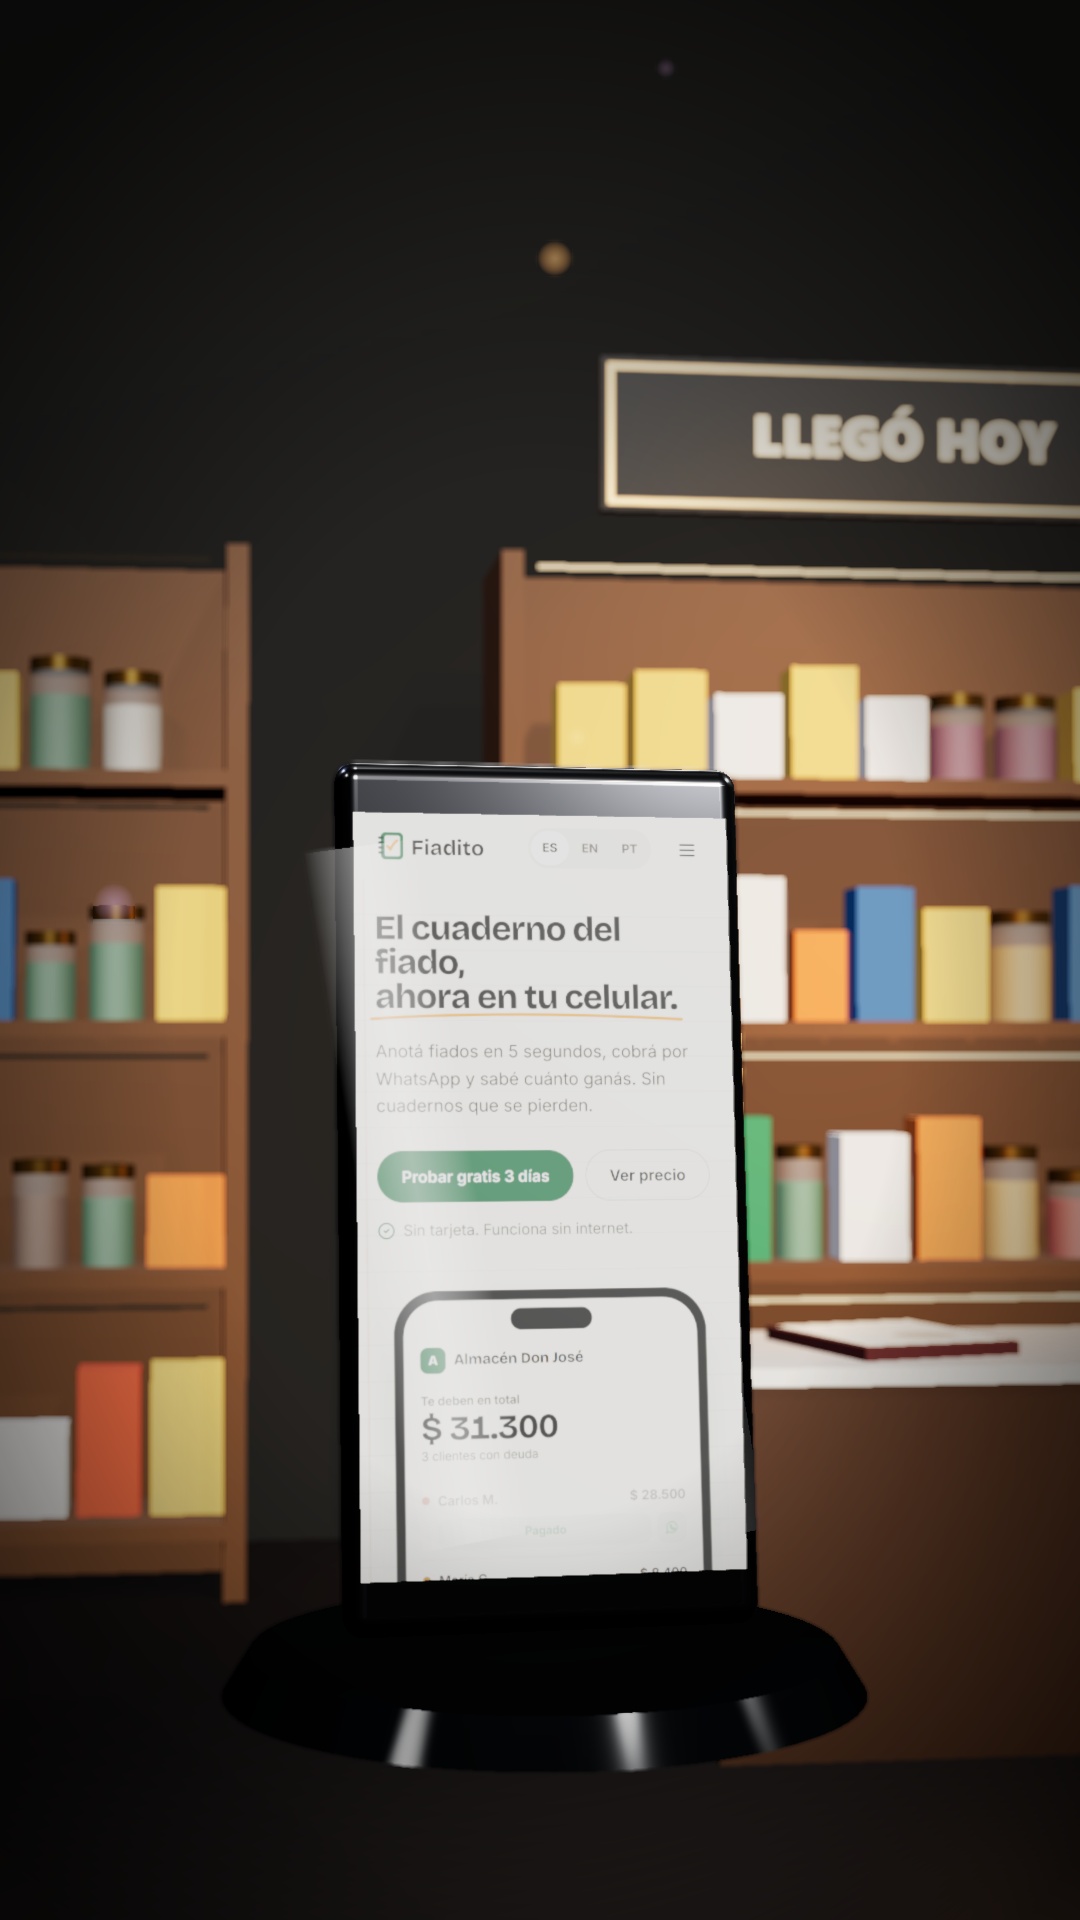 LLEGÓ HOY
Fiadito
ES EN PT
El cuaderno del
fiado,
ahora en tu celular.
Anotá fiados en 5 segundos, cobrá por
WhatsApp y sabé cuánto ganás. Sin
cuadernos que se pierden.
Probar gratis 3 días
Ver precio
Sin tarjeta. Funciona sin internet.
A Almacén Don José
Te deben en total
$ 31.300
3 clientes con deuda
Carlos M. $ 28.500
Pagado